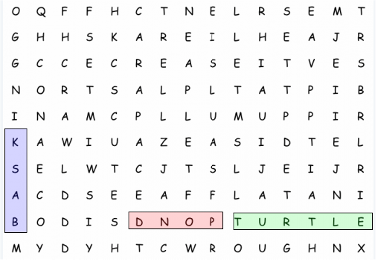 O Q F F H C T N E L R S E M T
G H H S K A R E I L H E A J R
G C C E C R E A S E I T V E S
N O R T S A L P L T A T P I B
I N A M C P L L U M U P P I R
K A W I U A Z E A S I D T E L
S E L W T C J T S L J E I J R
A C D S E E A F F L A T A N I
B O D I S D N O P T U R T L E
M Y D Y H T C W R O U G H N X